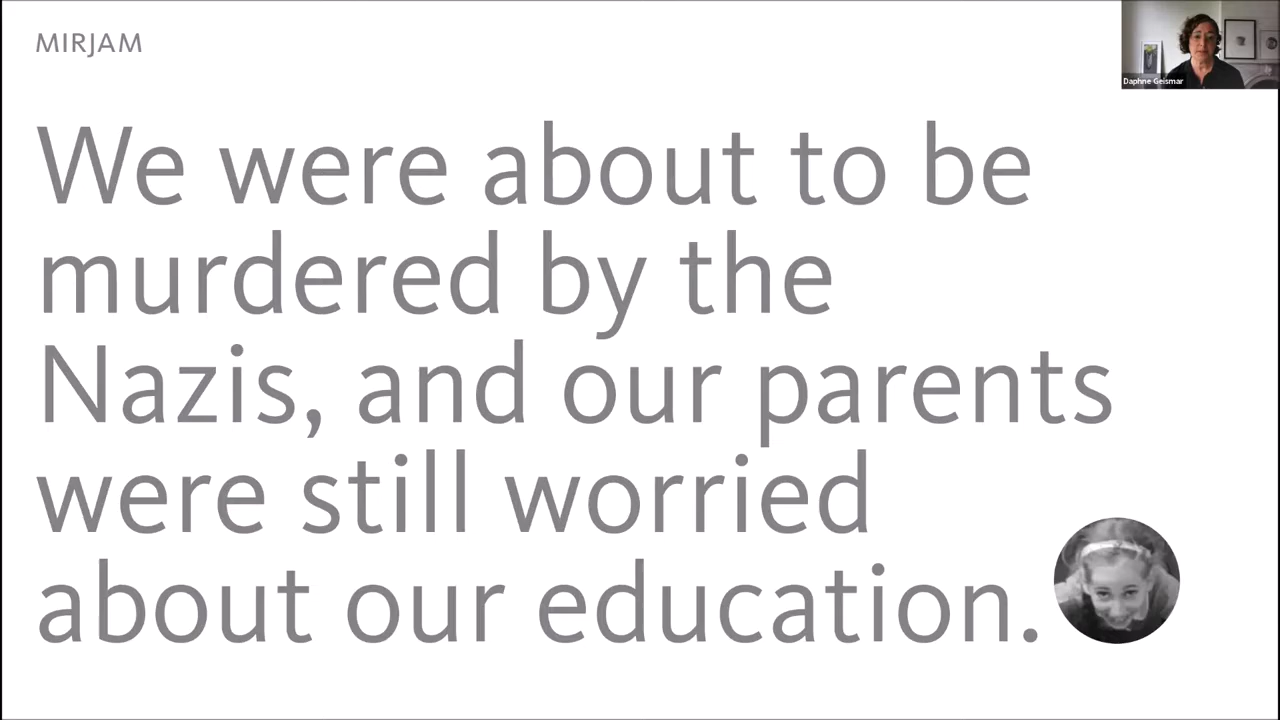 MIRJAM
Daphne Geismar
We were about to be
murdered by the
Nazis, and our parents
were still worried
about our education.